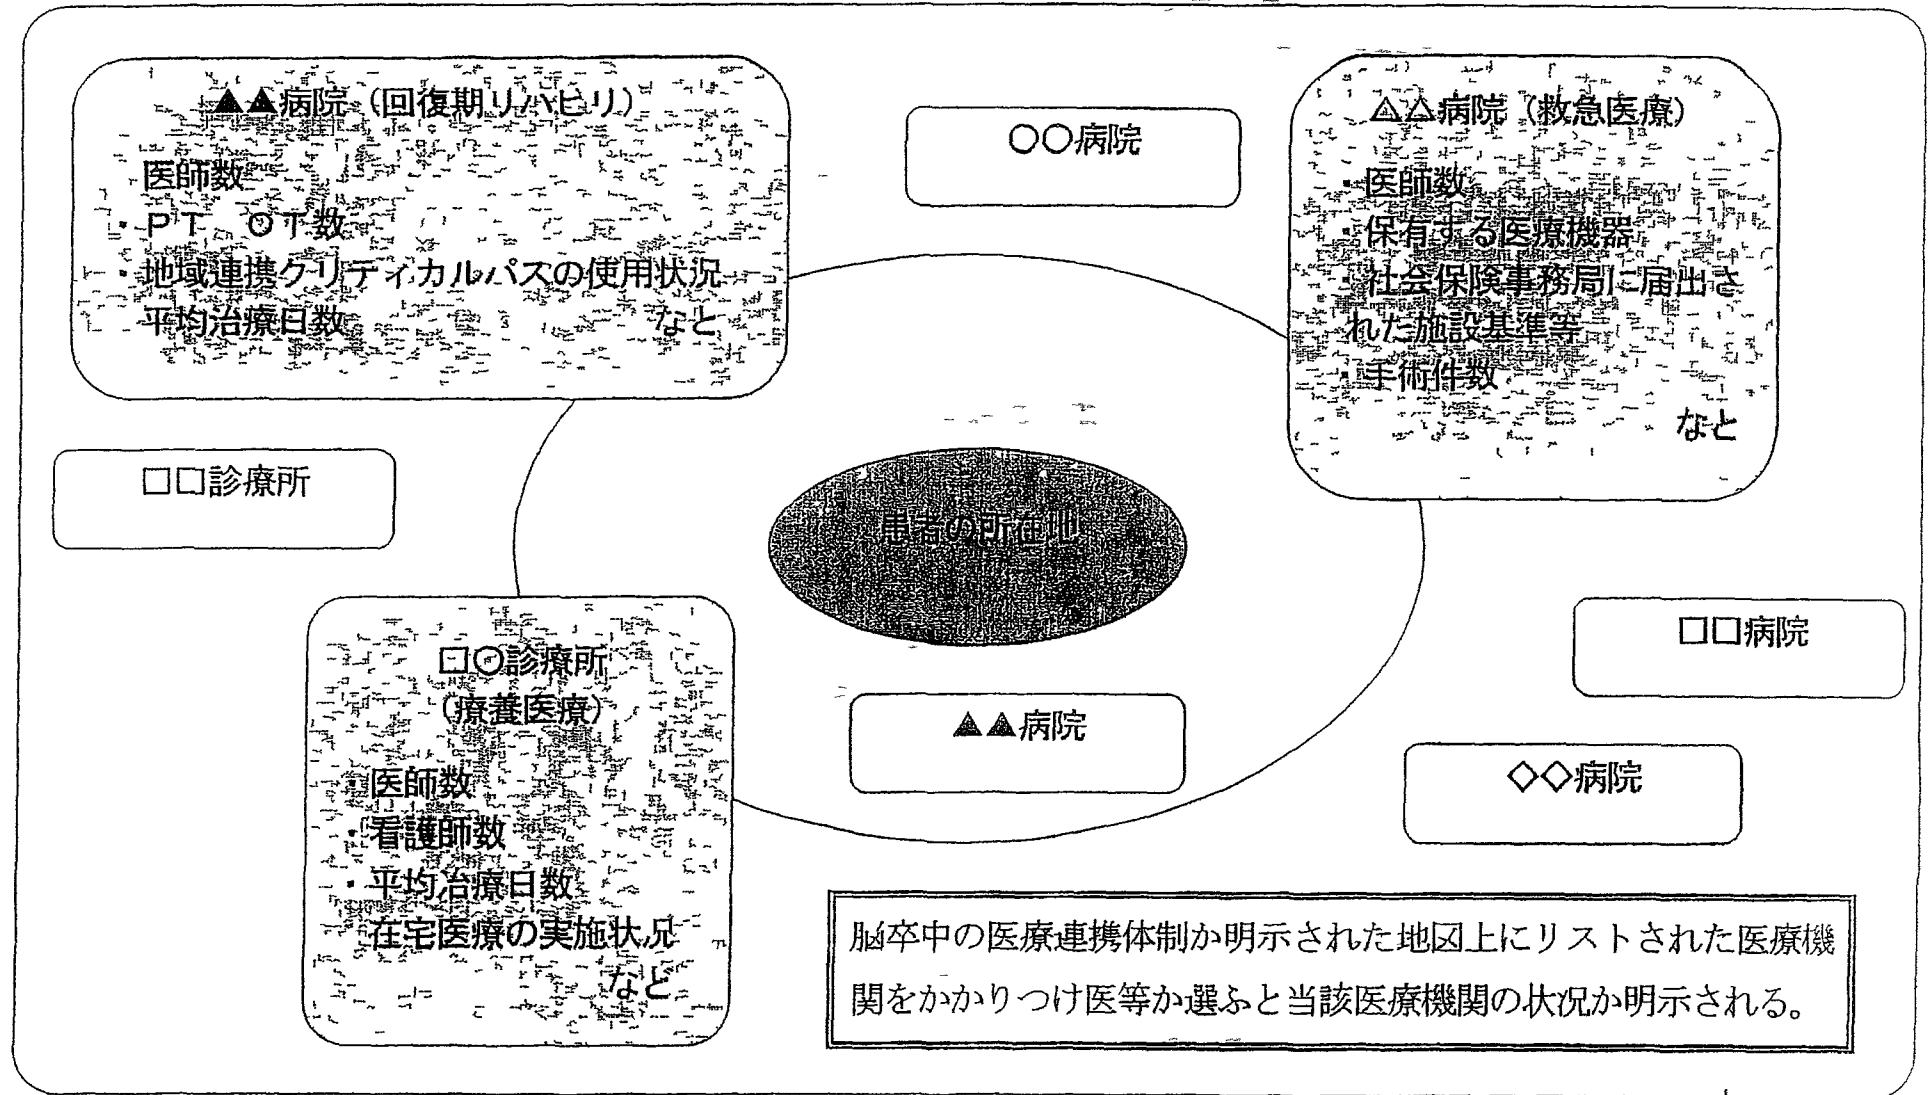 ▲▲病院（回復期リハビリ）
医師数
・ＰＴ　ＯＴ数
・地域連携クリティカルパスの使用状況
平均治療日数　など
○○病院
△△病院（救急医療）
・医師数
・保有する医療機器
・社会保険事務局に届出さ
れた施設基準等
・手術件数
など
□□診療所
患者の所在地
□○診療所
（療養医療）
・医師数
・看護師数
・平均治療日数
在宅医療の実施状況
など
▲▲病院
□□病院
◇◇病院
脳卒中の医療連携体制か明示された地図上にリストされた医療機
関をかかりつけ医等か選ふと当該医療機関の状況か明示される。